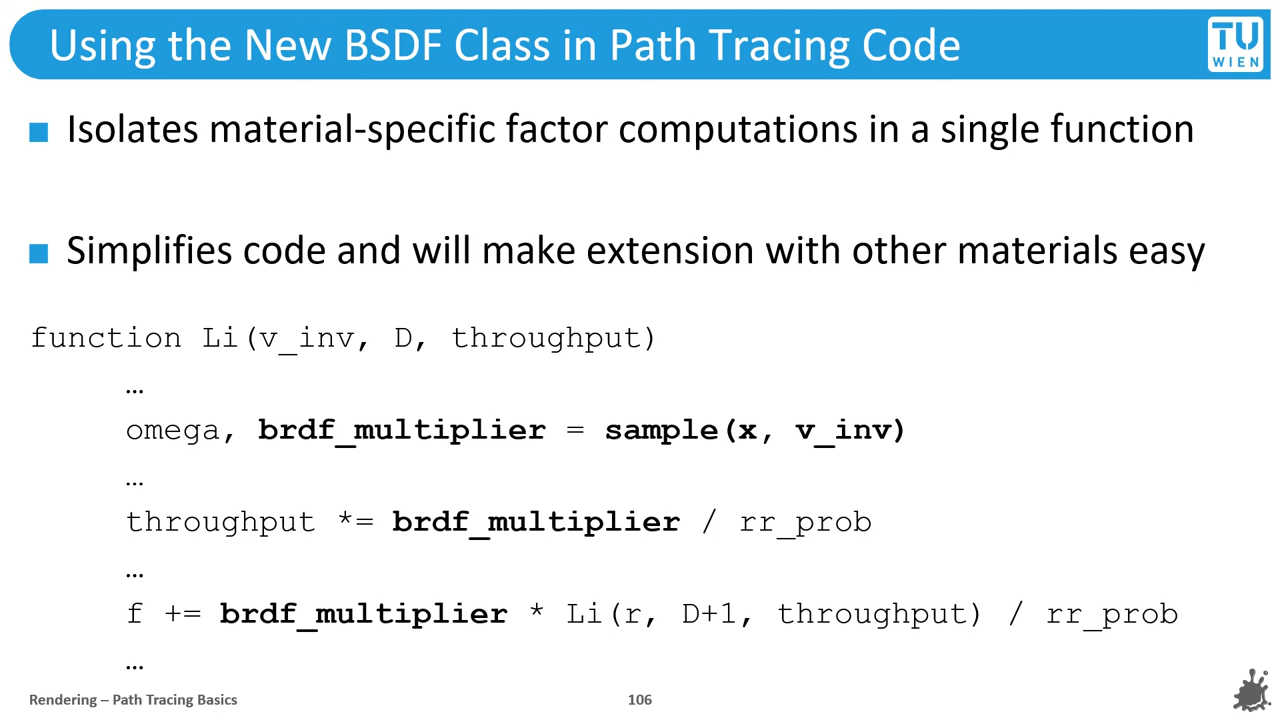 Using the New BSDF Class in Path Tracing Code
TU
WIEN
Isolates material-specific factor computations in a single function
Simplifies code and will make extension with other materials easy
function Li(v_inv, D, throughput)
…
omega, brdf_multiplier = sample(x, v_inv)
…
throughput *= brdf_multiplier / rr_prob
…
f += brdf_multiplier * Li(r, D+1, throughput) / rr_prob
…
Rendering – Path Tracing Basics
106